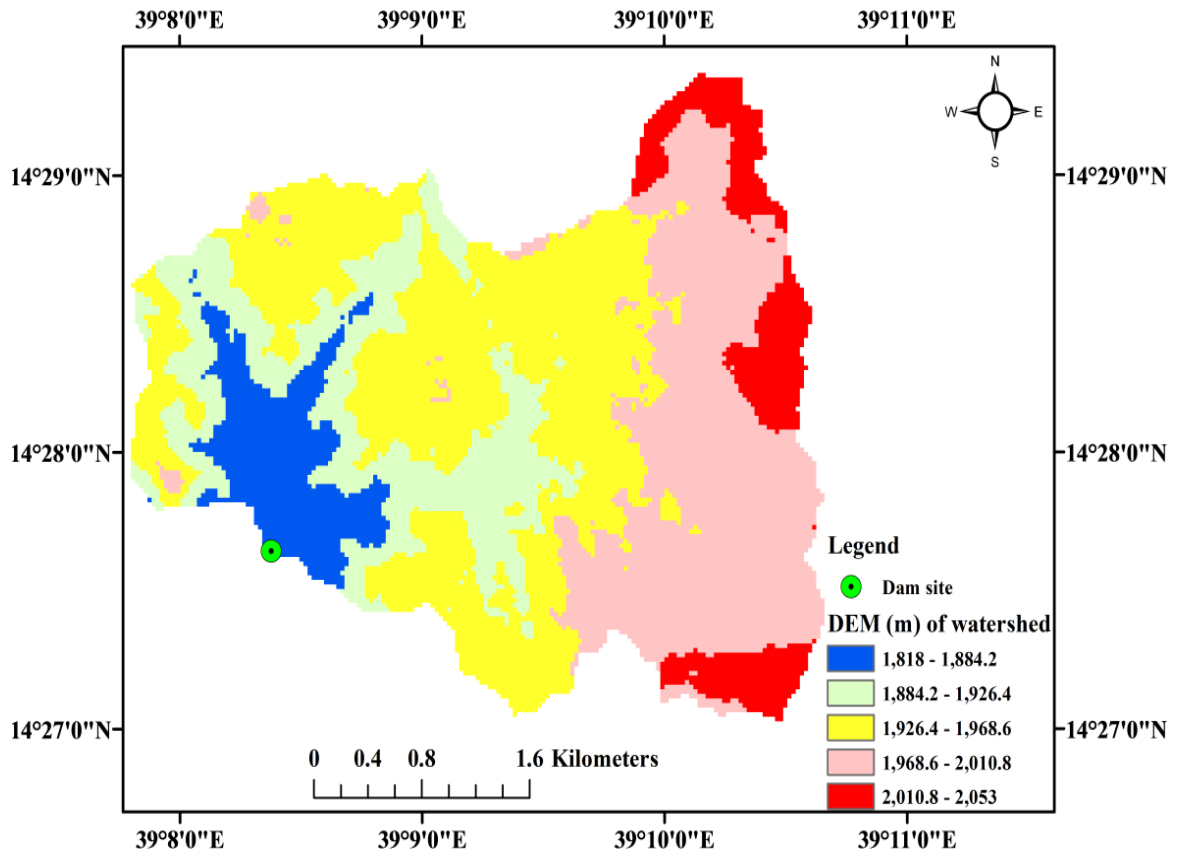 39°8'0"E 39°9'0"E 39°10'0"E 39°11'0"E
N
W E
S
14°29'0"N 14°29'0"N
14°28'0"N 14°28'0"N
14°27'0"N 14°27'0"N
Legend
Dam site
DEM (m) of watershed
1,818 - 1,884.2
1,884.2 - 1,926.4
1,926.4 - 1,968.6
1,968.6 - 2,010.8
2,010.8 - 2,053
0 0.4 0.8 1.6 Kilometers
39°8'0"E 39°9'0"E 39°10'0"E 39°11'0"E